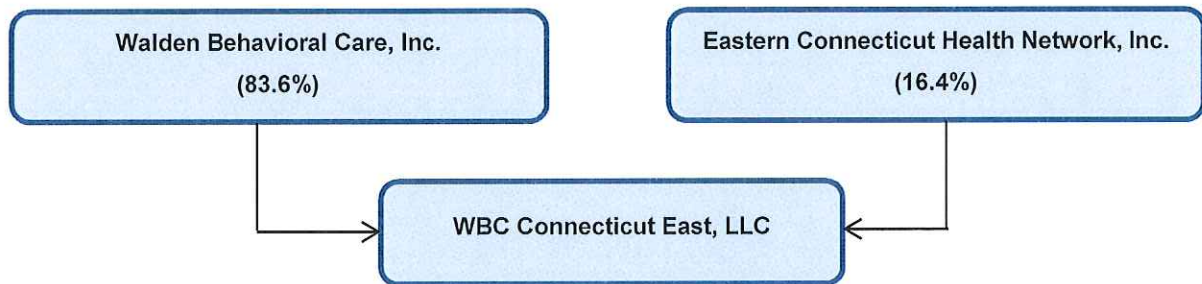 Walden Behavioral Care, Inc.
(83.6%)
Eastern Connecticut Health Network, Inc.
(16.4%)
WBC Connecticut East, LLC